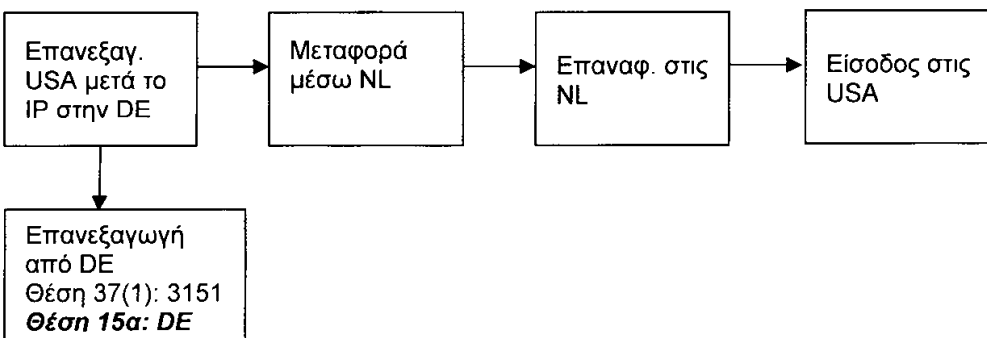 Επανεξαγ.
USA μετά το
IP στην DE
Μεταφορά
μέσω NL
Επαναφ. στις
NL
Είσοδος στις
USA
Επανεξαγωγή
από DE
Θέση 37(1): 3151
Θέση 15α: DE